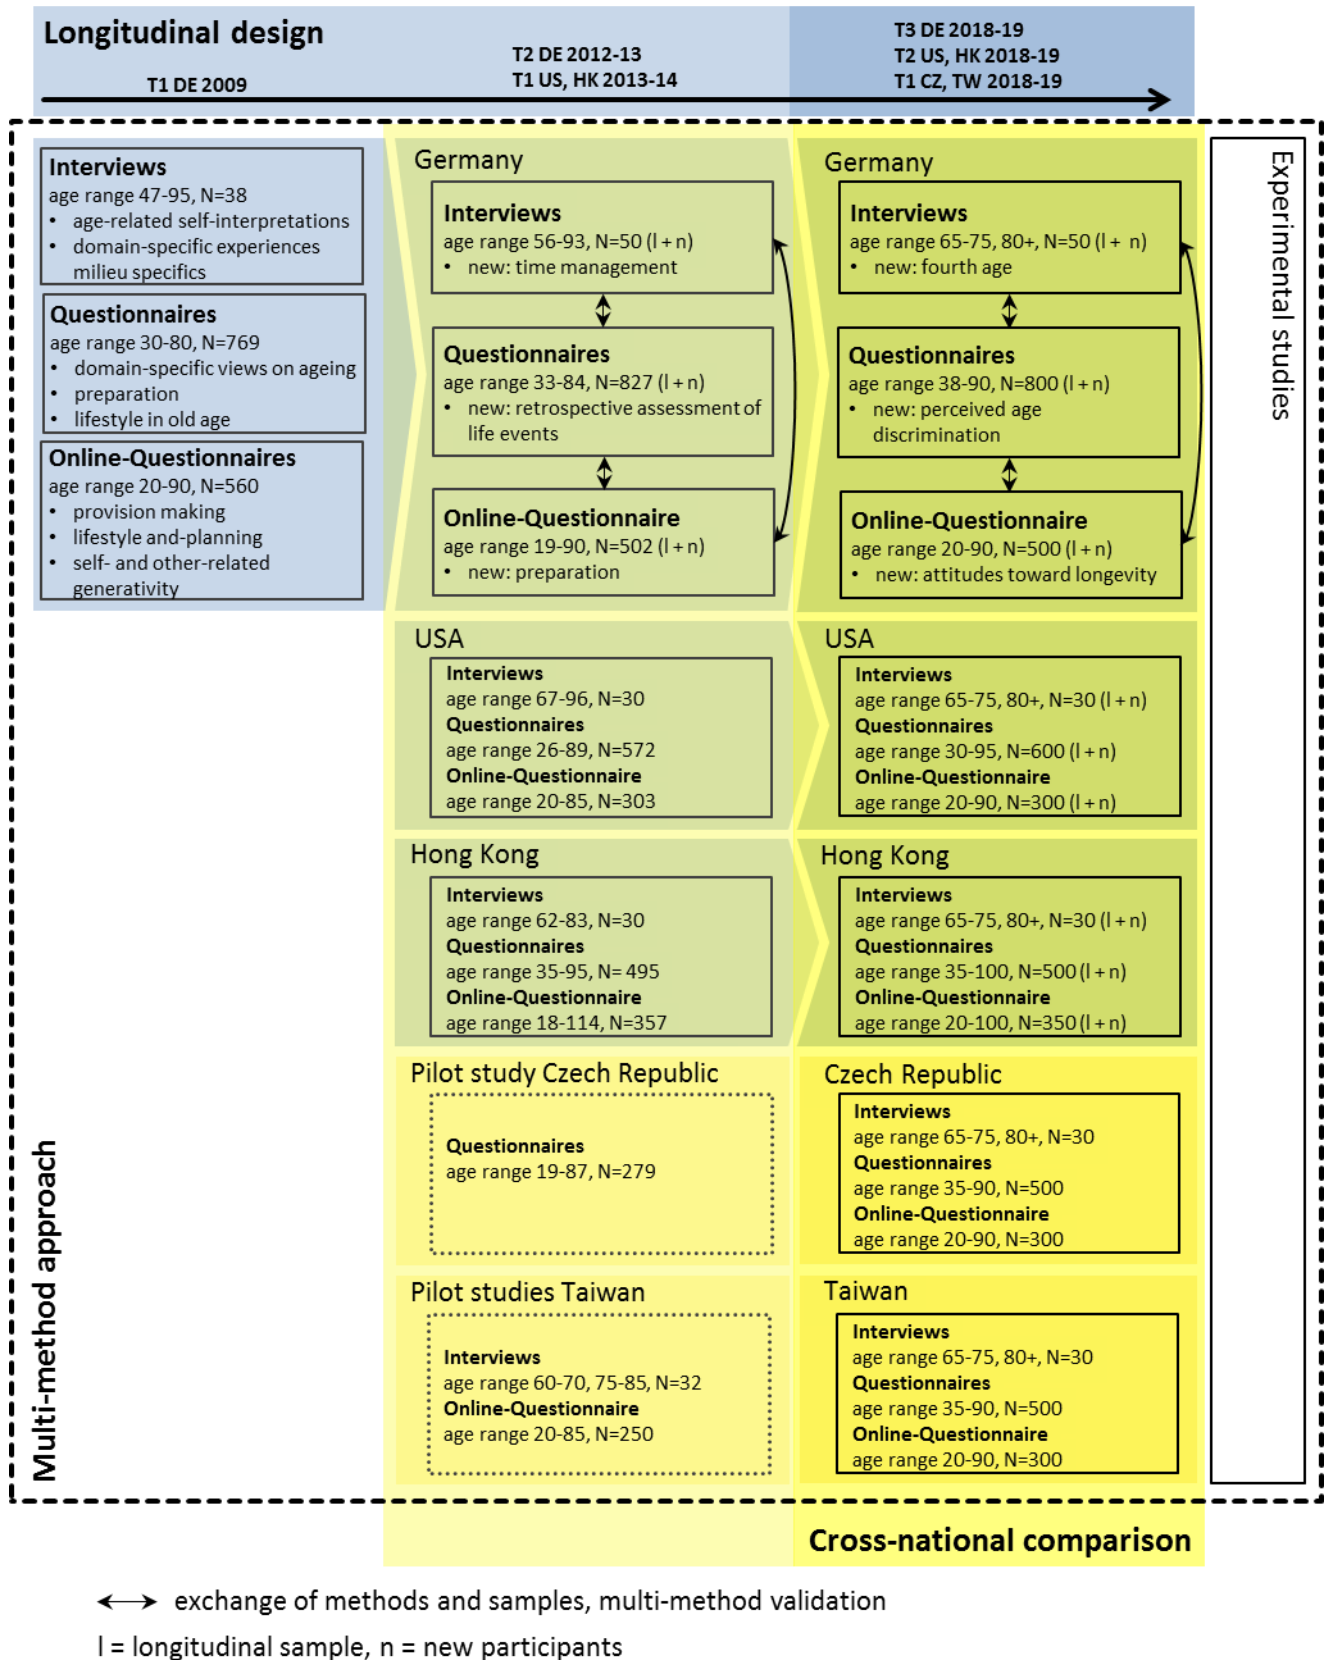 Longitudinal design
T1 DE 2009
T2 DE 2012-13
T1 US, HK 2013-14
T3 DE 2018-19
T2 US, HK 2018-19
T1 CZ, TW 2018-19
Interviews
age range 47-95, N=38
• age-related self-interpretations
• domain-specific experiences
milieu specifics
Questionnaires
age range 30-80, N=769
• domain-specific views on ageing
• preparation
• lifestyle in old age
Online-Questionnaires
age range 20-90, N=560
• provision making
• lifestyle and-planning
• self- and other-related
generativity
Germany
Interviews
age range 56-93, N=50 (l + n)
• new: time management
Questionnaires
age range 33-84, N=827 (l + n)
• new: retrospective assessment of
life events
Online-Questionnaire
age range 19-90, N=502 (l + n)
• new: preparation
USA
Interviews
age range 67-96, N=30
Questionnaires
age range 26-89, N=572
Online-Questionnaire
age range 20-85, N=303
Hong Kong
Interviews
age range 62-83, N=30
Questionnaires
age range 35-95, N= 495
Online-Questionnaire
age range 18-114, N=357
Pilot study Czech Republic
Questionnaires
age range 19-87, N=279
Pilot studies Taiwan
Interviews
age range 60-70, 75-85, N=32
Online-Questionnaire
age range 20-85, N=250
Germany
Interviews
age range 65-75, 80+, N=50 (l + n)
• new: fourth age
Questionnaires
age range 38-90, N=800 (l + n)
• new: perceived age
discrimination
Online-Questionnaire
age range 20-90, N=500 (l + n)
• new: attitudes toward longevity
USA
Interviews
age range 65-75, 80+, N=30 (l + n)
Questionnaires
age range 30-95, N=600 (l + n)
Online-Questionnaire
age range 20-90, N=300 (l + n)
Hong Kong
Interviews
age range 65-75, 80+, N=30 (l + n)
Questionnaires
age range 35-100, N=500 (l + n)
Online-Questionnaire
age range 20-100, N=350 (l + n)
Czech Republic
Interviews
age range 65-75, 80+, N=30
Questionnaires
age range 35-90, N=500
Online-Questionnaire
age range 20-90, N=300
Taiwan
Interviews
age range 65-75, 80+, N=30
Questionnaires
age range 35-90, N=500
Online-Questionnaire
age range 20-90, N=300
Experimental studies
Multi-method approach
Cross-national comparison
exchange of methods and samples, multi-method validation
l = longitudinal sample, n = new participants